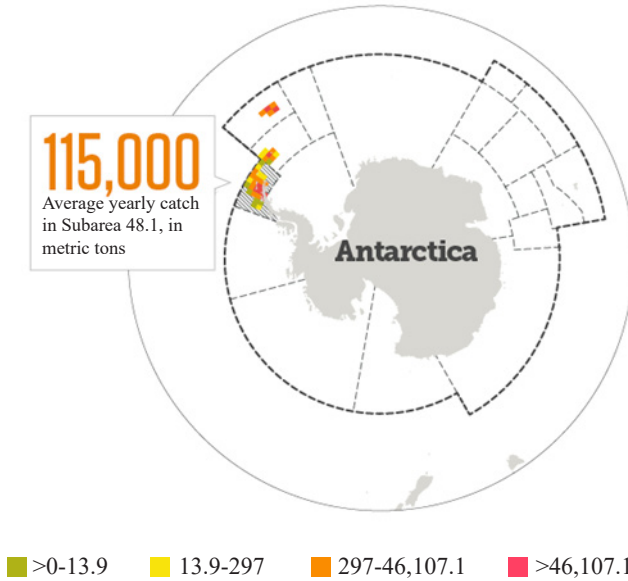 115,000
Average yearly catch
in Subarea 48.1, in
metric tons
Antarctica
>0-13.9 13.9-297 297-46,107.1 >46,107.1